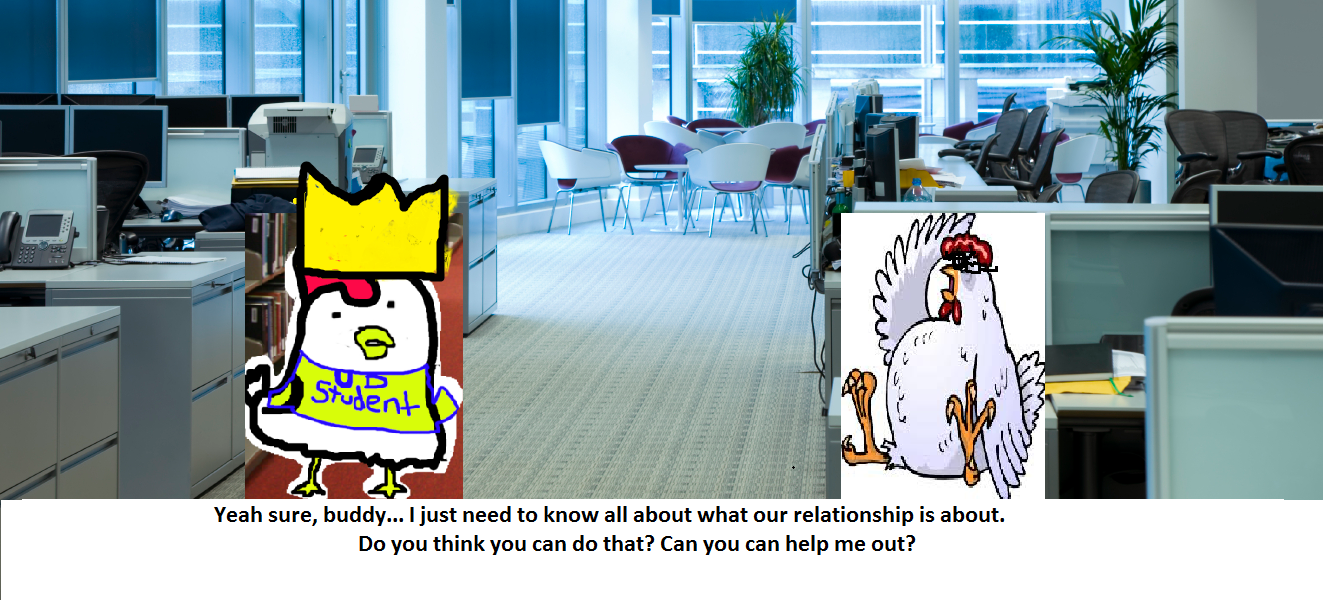 UB
Student
Yeah sure, buddy... I just need to know all about what our relationship is about.
Do you think you can do that? Can you can help me out?